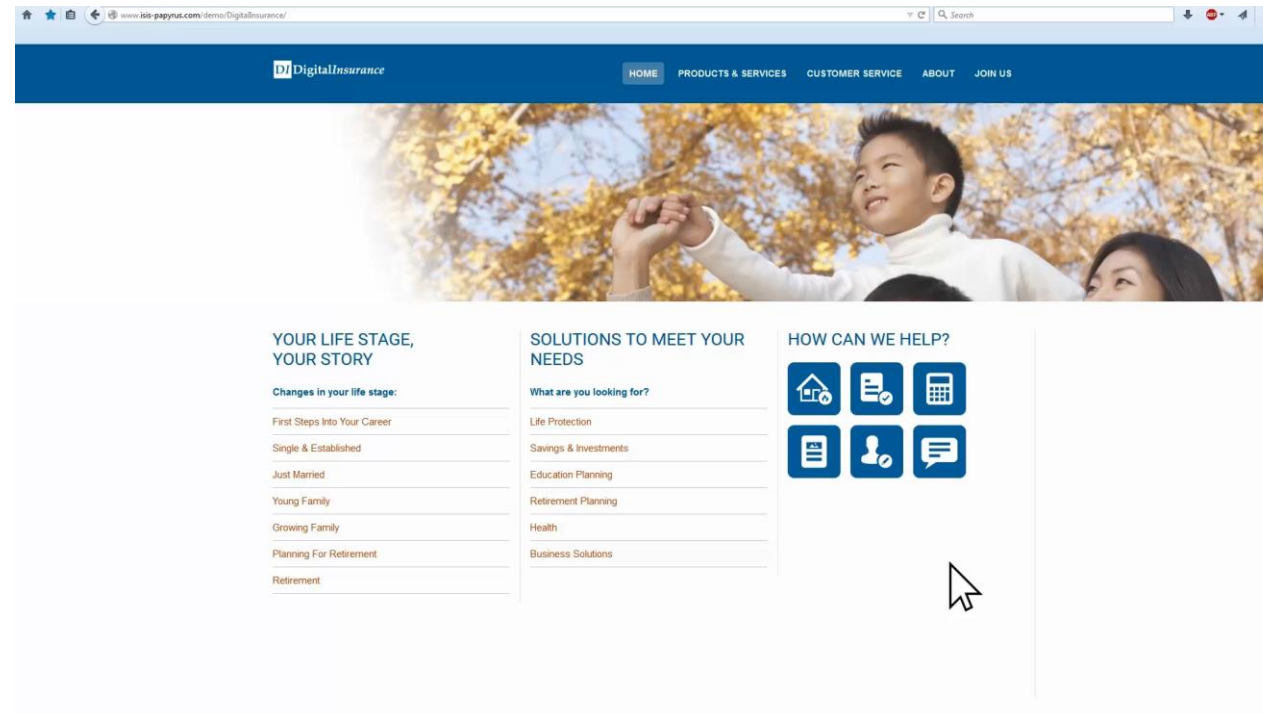 www.isis-papyrus.com/demo/DigitalInsurance/
Search
ABP
DI DigitalInsurance
HOME PRODUCTS & SERVICES CUSTOMER SERVICE ABOUT JOIN US
YOUR LIFE STAGE,
YOUR STORY
Changes in your life stage:
First Steps Into Your Career
Single & Established
Just Married
Young Family
Growing Family
Planning For Retirement
Retirement
SOLUTIONS TO MEET YOUR
NEEDS
What are you looking for?
Life Protection
Savings & Investments
Education Planning
Retirement Planning
Health
Business Solutions
HOW CAN WE HELP?